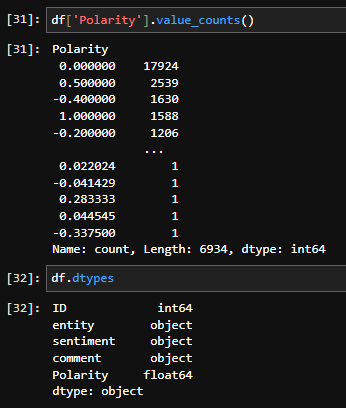 [31]: df['Polarity'].value_counts()
[31]: Polarity
0.000000 17924
0.500000 2539
-0.400000 1630
1.000000 1588
-0.200000 1206
...
0.022024 1
-0.041429 1
0.283333 1
0.044545 1
-0.337500 1
Name: count, Length: 6934, dtype: int64
[32]: df.dtypes
[32]: ID int64
entity object
sentiment object
comment object
Polarity float64
dtype: object